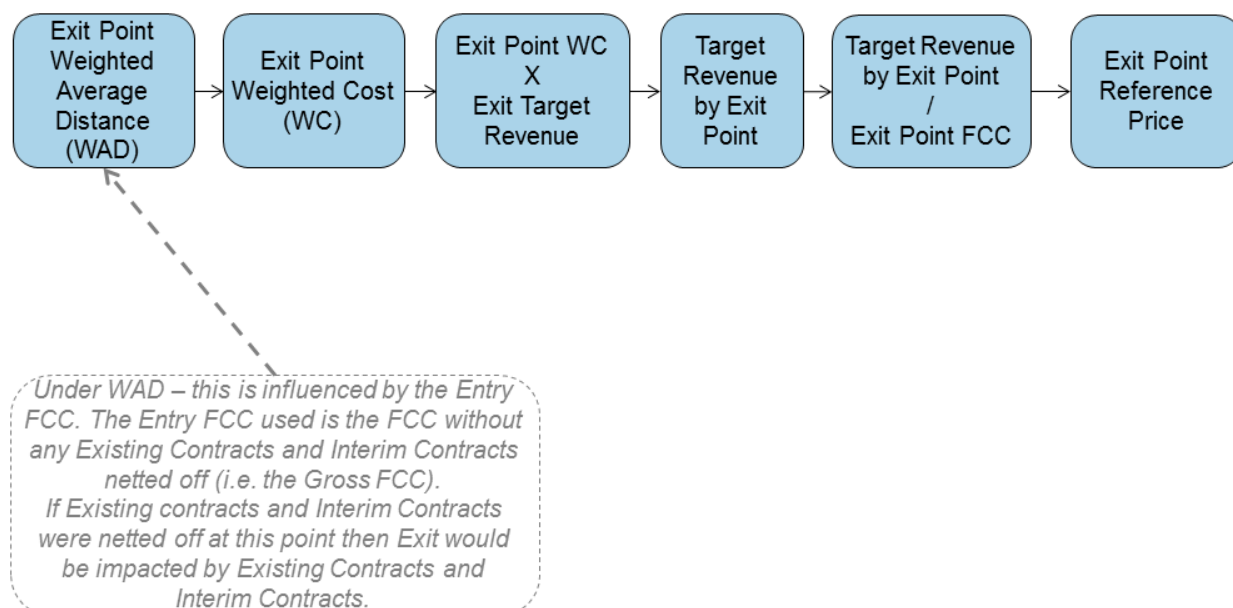 Exit Point
Weighted
Average
Distance
(WAD)
Exit Point
Weighted Cost
(WC)
Exit Point WC
X
Exit Target
Revenue
Target
Revenue
by Exit
Point
Target Revenue
by Exit Point
/
Exit Point FCC
Exit Point
Reference
Price
Under WAD – this is influenced by the Entry
FCC. The Entry FCC used is the FCC without
any Existing Contracts and Interim Contracts
netted off (i.e. the Gross FCC).
If Existing contracts and Interim Contracts
were netted off at this point then Exit would
be impacted by Existing Contracts and
Interim Contracts.